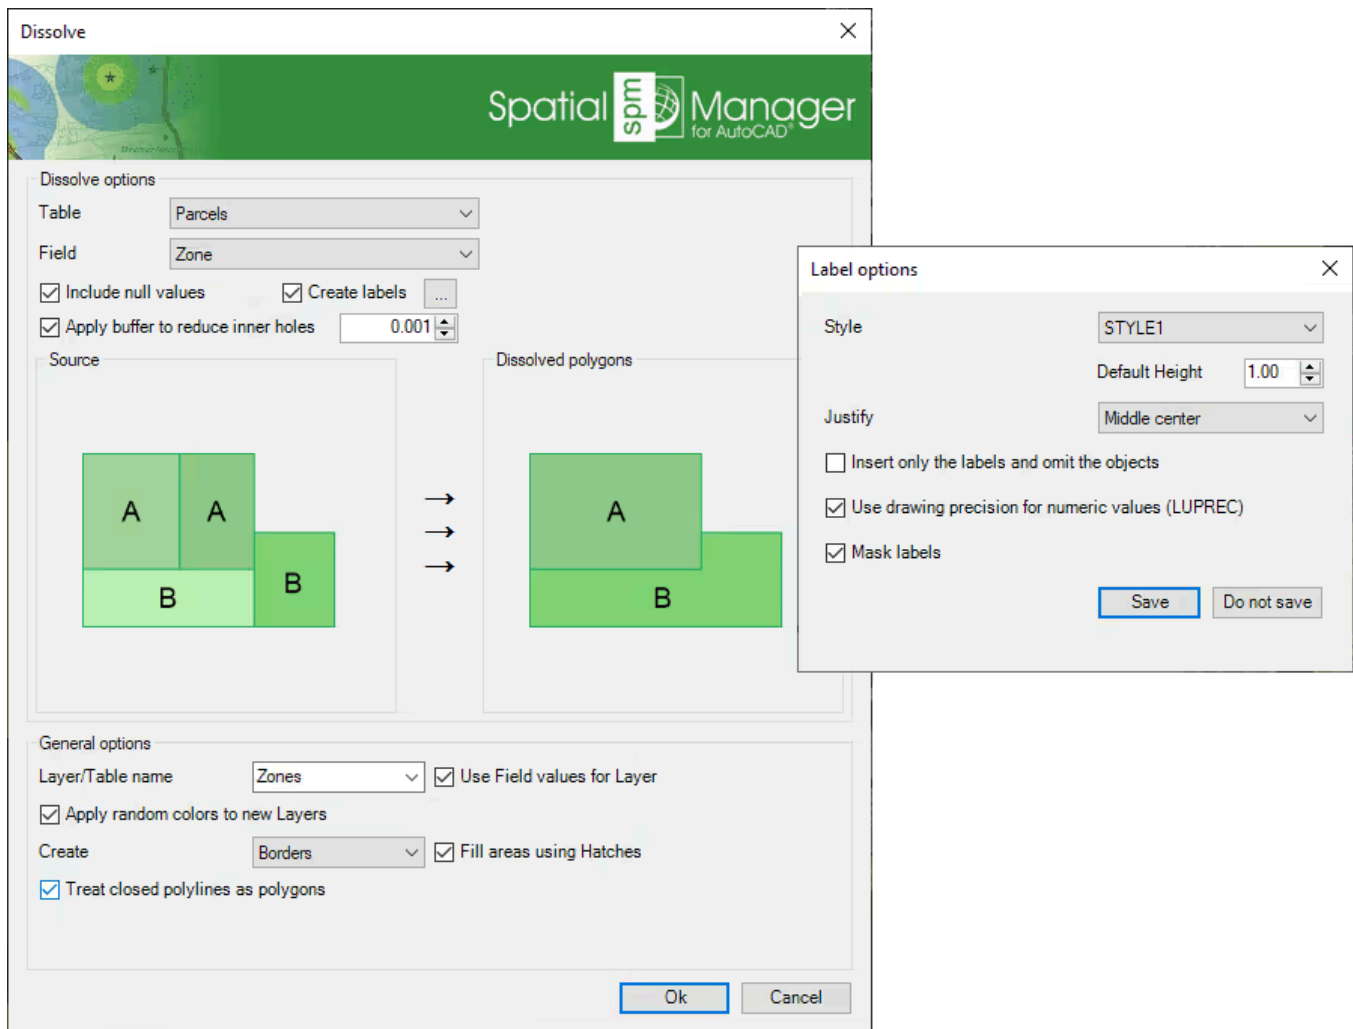 Dissolve
Spatial spm Manager
for AutoCAD®
Dissolve options
Table Parcels
Field Zone
Include null values Create labels ...
Apply buffer to reduce inner holes 0.001
Source Dissolved polygons
A A B B
A B
General options
Layer/Table name Zones Use Field values for Layer
Apply random colors to new Layers
Create Borders Fill areas using Hatches
Treat closed polylines as polygons
Ok Cancel
Label options
Style STYLE1
Default Height 1.00
Justify Middle center
Insert only the labels and omit the objects
Use drawing precision for numeric values (LUPREC)
Mask labels
Save Do not save